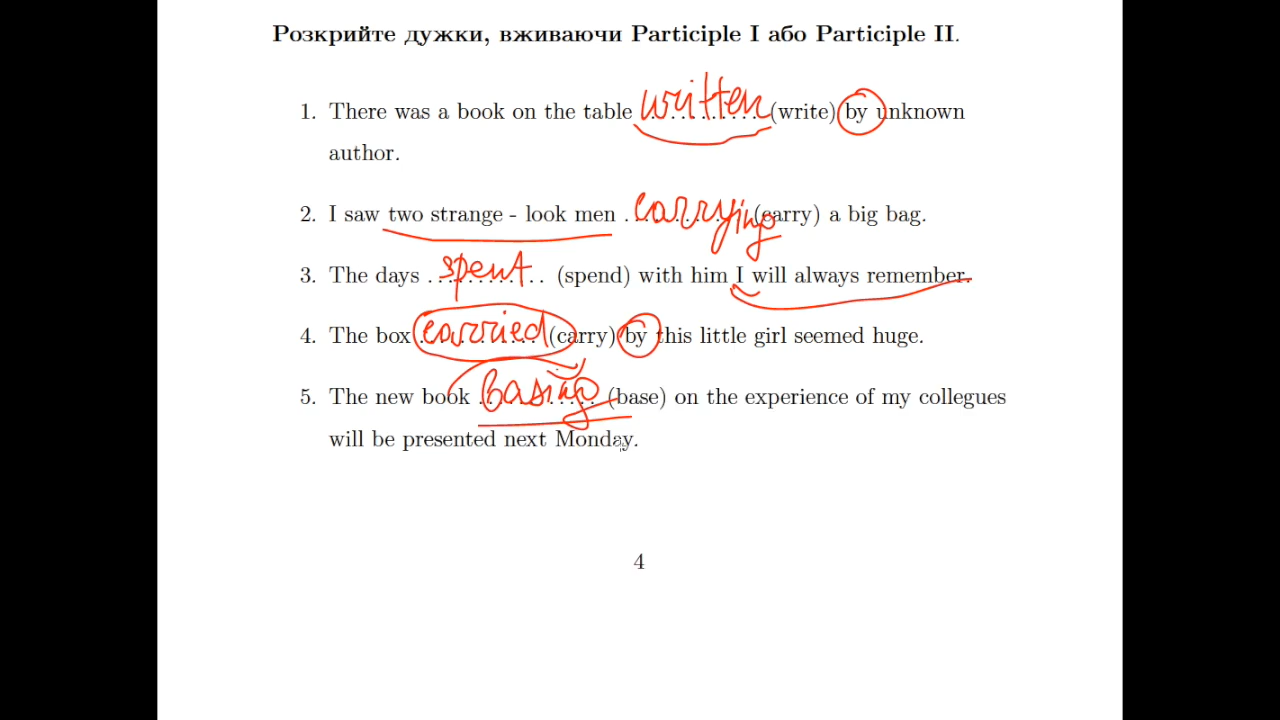 Розкрийте дужки, вживаючи Participle I або Participle II.
1. There was a book on the table written (write) by unknown
author.
2. I saw two strange - look men carrying (carry) a big bag.
3. The days spent (spend) with him I will always remember.
4. The box carried (carry) by this little girl seemed huge.
5. The new book basing (base) on the experience of my collegues
will be presented next Monday.
4